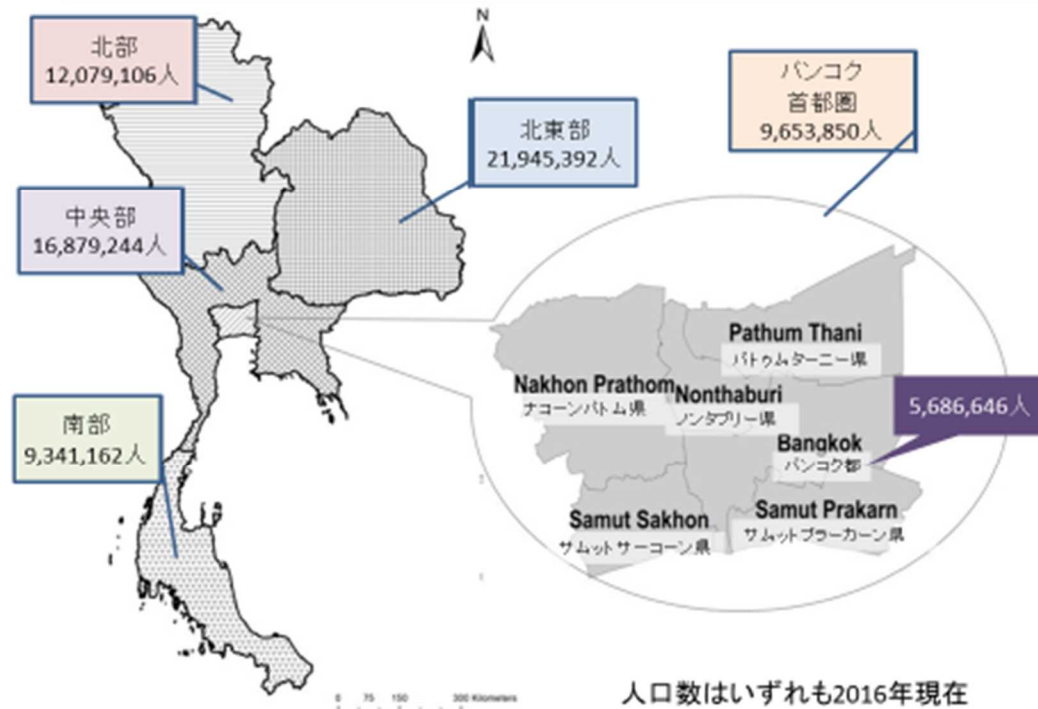 N
北部
12,079,106人
バンコク
首都圏
9,653,850人
北東部
21,945,392人
中央部
16,879,244人
Pathum Thani
パトゥムターニー県
Nakhon Prathom
ナコーンパトム県
Nonthaburi
ノンタブリー県
5,686,646人
Bangkok
バンコク都
南部
9,341,162人
Samut Sakhon
サムットサーコーン県
Samut Prakarn
サムットプラーカーン県
0 75 150 300 Kilometers
人口数はいずれも2016年現在